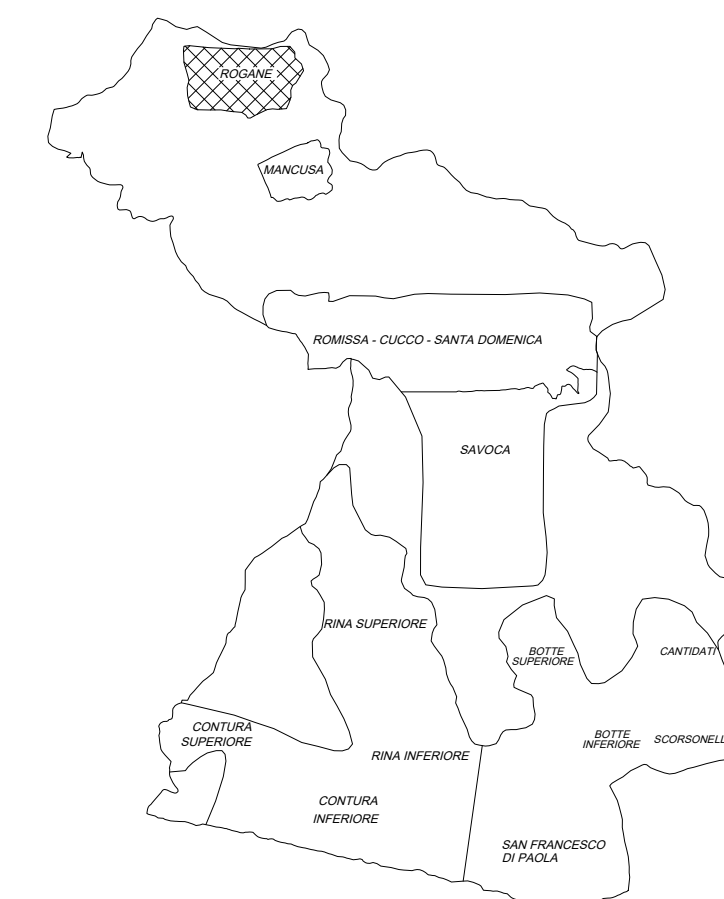 ROGANE
MANCUSA
ROMISSA - CUCCO - SANTA DOMENICA
SAVOCA
RINA SUPERIORE
BOTTE
SUPERIORE
CANTIDATI
CONTURA
SUPERIORE
BOTTE
INFERIORE
SCORSONELL
RINA INFERIORE
CONTURA
INFERIORE
SAN FRANCESCO
DI PAOLA